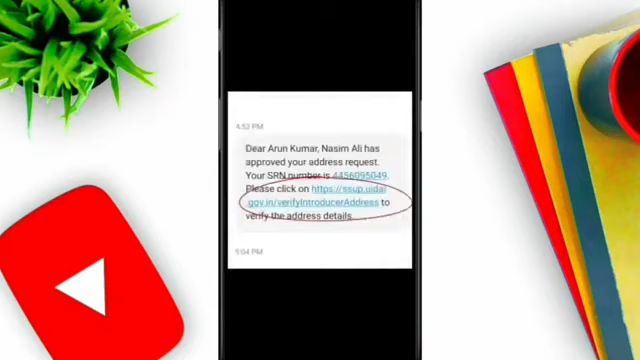 4:53 PM
Dear Arun Kumar, Nasim Ali has
approved your address request.
Your SRN number is 4456095049.
Please click on https://ssup.uidai
.gov.in/verifyIntroducerAddress to
verify the address details.
5:04 PM